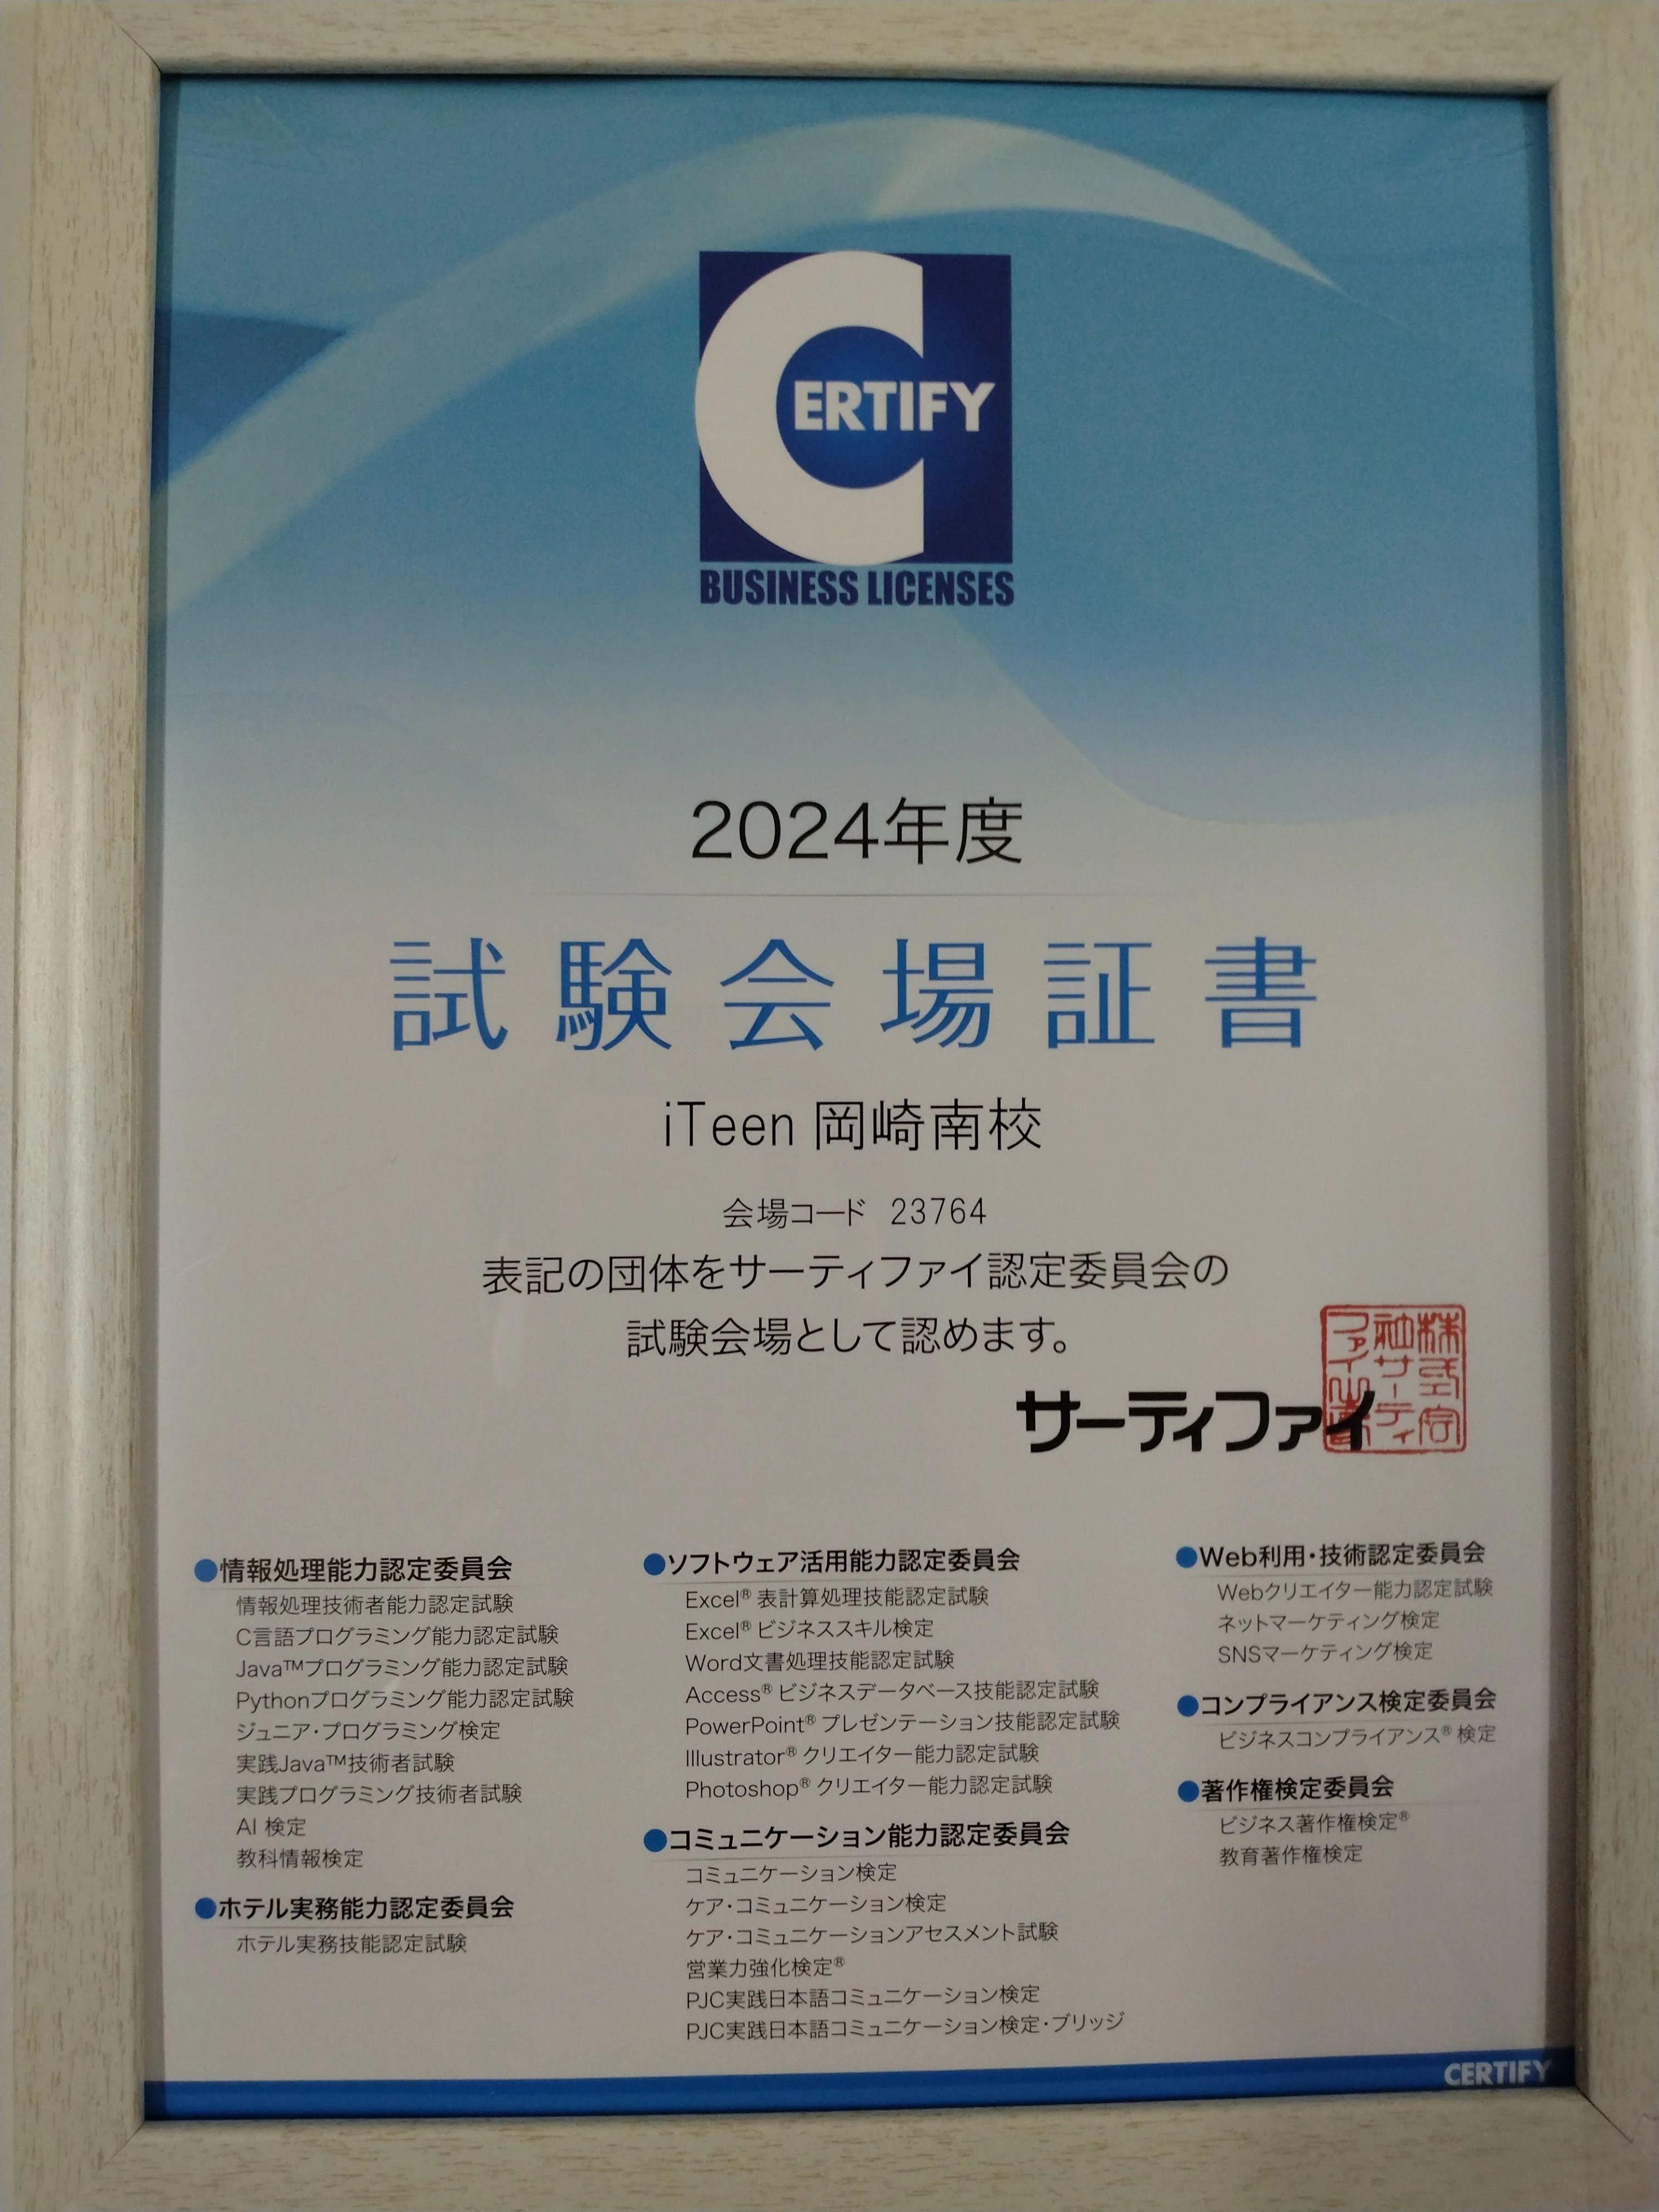 CERTIFY
BUSINESS LICENSES
2024年度
試験会場証書
iTeen 岡崎南校
会場コード 23764
表記の団体をサーティファイ認定委員会の
試験会場として認めます。
サーティファイ
●情報処理能力認定委員会
情報処理技術者能力認定試験
C言語プログラミング能力認定試験
Java™プログラミング能力認定試験
Pythonプログラミング能力認定試験
ジュニア・プログラミング検定
実践Java™技術者試験
実践プログラミング技術者試験
AI 検定
教科情報検定
●ホテル実務能力認定委員会
ホテル実務技能認定試験
●ソフトウェア活用能力認定委員会
Excel® 表計算処理技能認定試験
Excel® ビジネススキル検定
Word文書処理技能認定試験
Access® ビジネスデータベース技能認定試験
PowerPoint® プレゼンテーション技能認定試験
Illustrator® クリエイター能力認定試験
Photoshop® クリエイター能力認定試験
●コミュニケーション能力認定委員会
コミュニケーション検定
ケア・コミュニケーション検定
ケア・コミュニケーションアセスメント試験
営業力強化検定®
PJC実践日本語コミュニケーション検定
PJC実践日本語コミュニケーション検定・ブリッジ
●Web利用・技術認定委員会
Webクリエイター能力認定試験
ネットマーケティング検定
SNSマーケティング検定
●コンプライアンス検定委員会
ビジネスコンプライアンス® 検定
●著作権検定委員会
ビジネス著作権検定®
教育著作権検定
CERTIFY